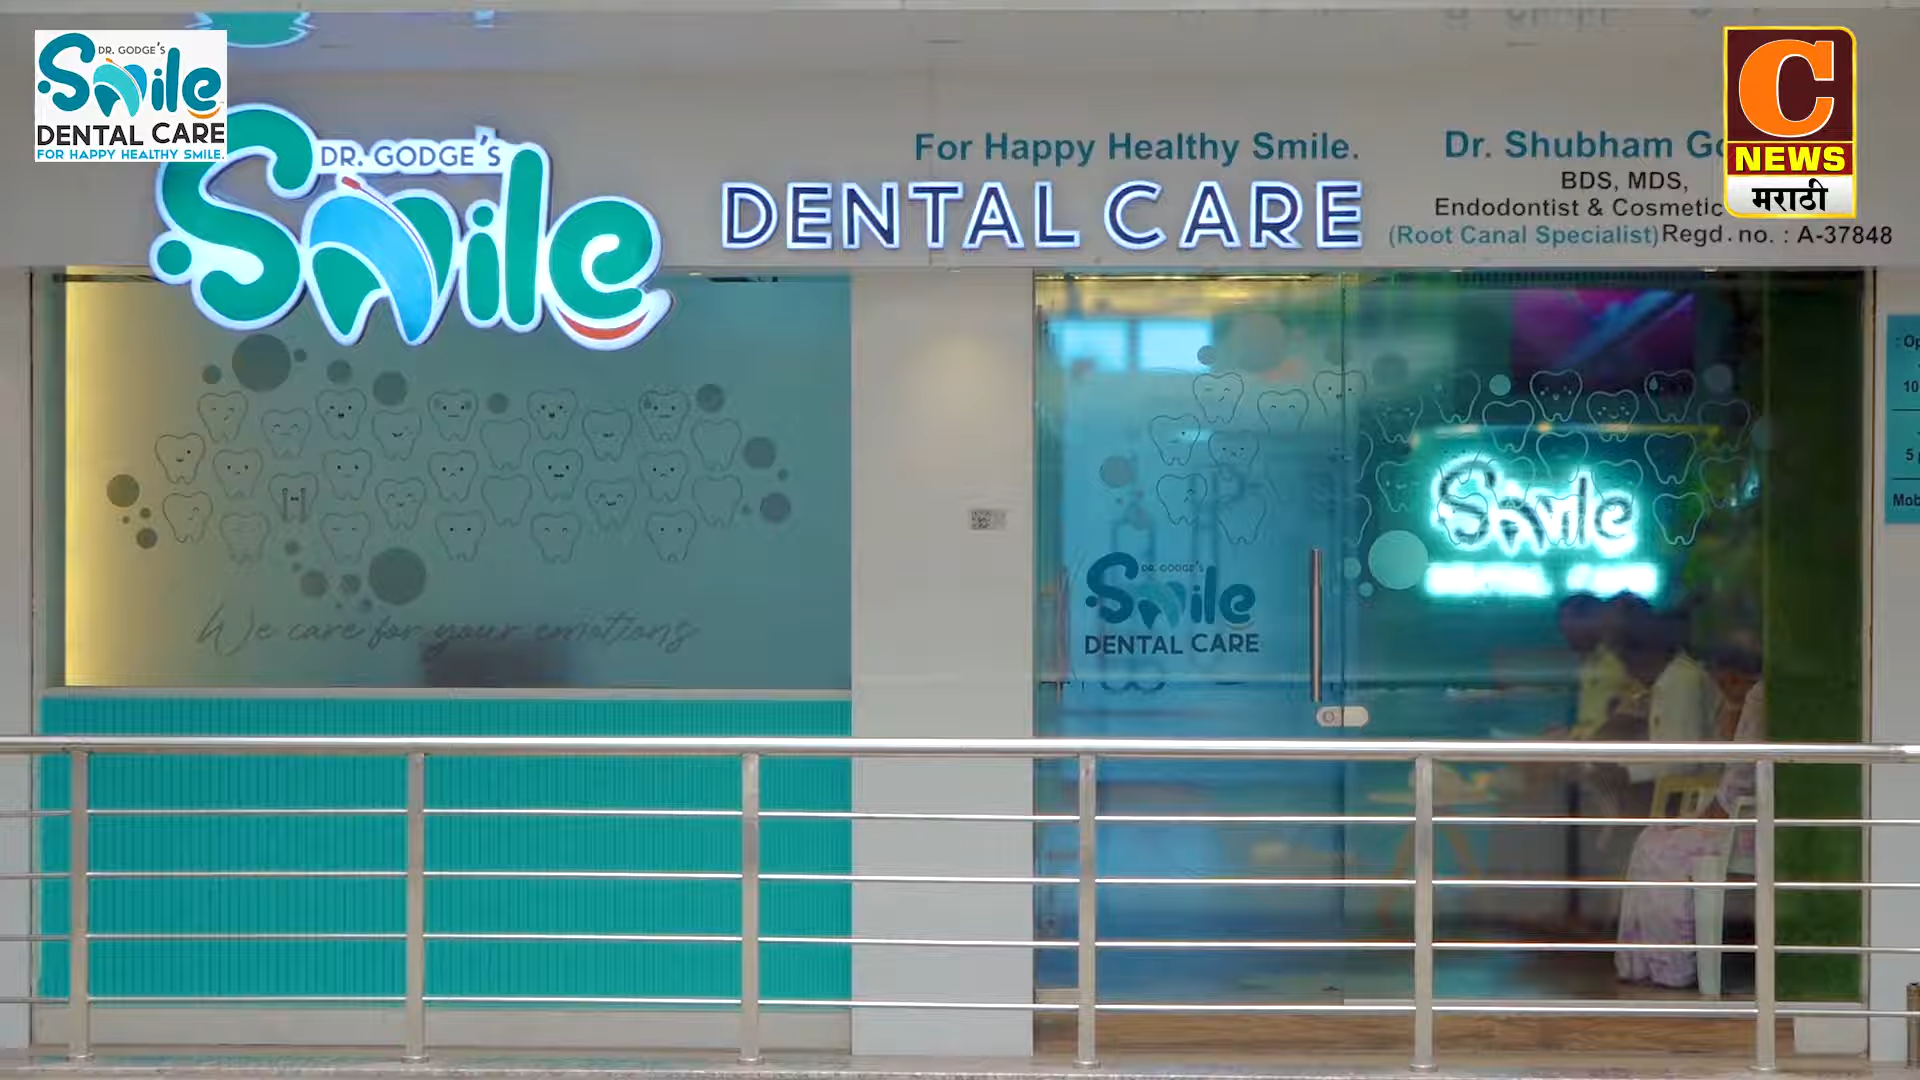 DR. GODGE'S
Smile
DENTAL CARE
FOR HAPPY HEALTHY SMILE.
DR. GODGE'S
Smile
DENTAL CARE
For Happy Healthy Smile.
Dr. Shubham
BDS, MDS,
Endodontist & Cosmetic
(Root Canal Specialist) Regd. no. : A-37848
C
NEWS
मराठी
We care for your emotions
DR. GODGE'S
Smile
DENTAL CARE
Smile
10
5